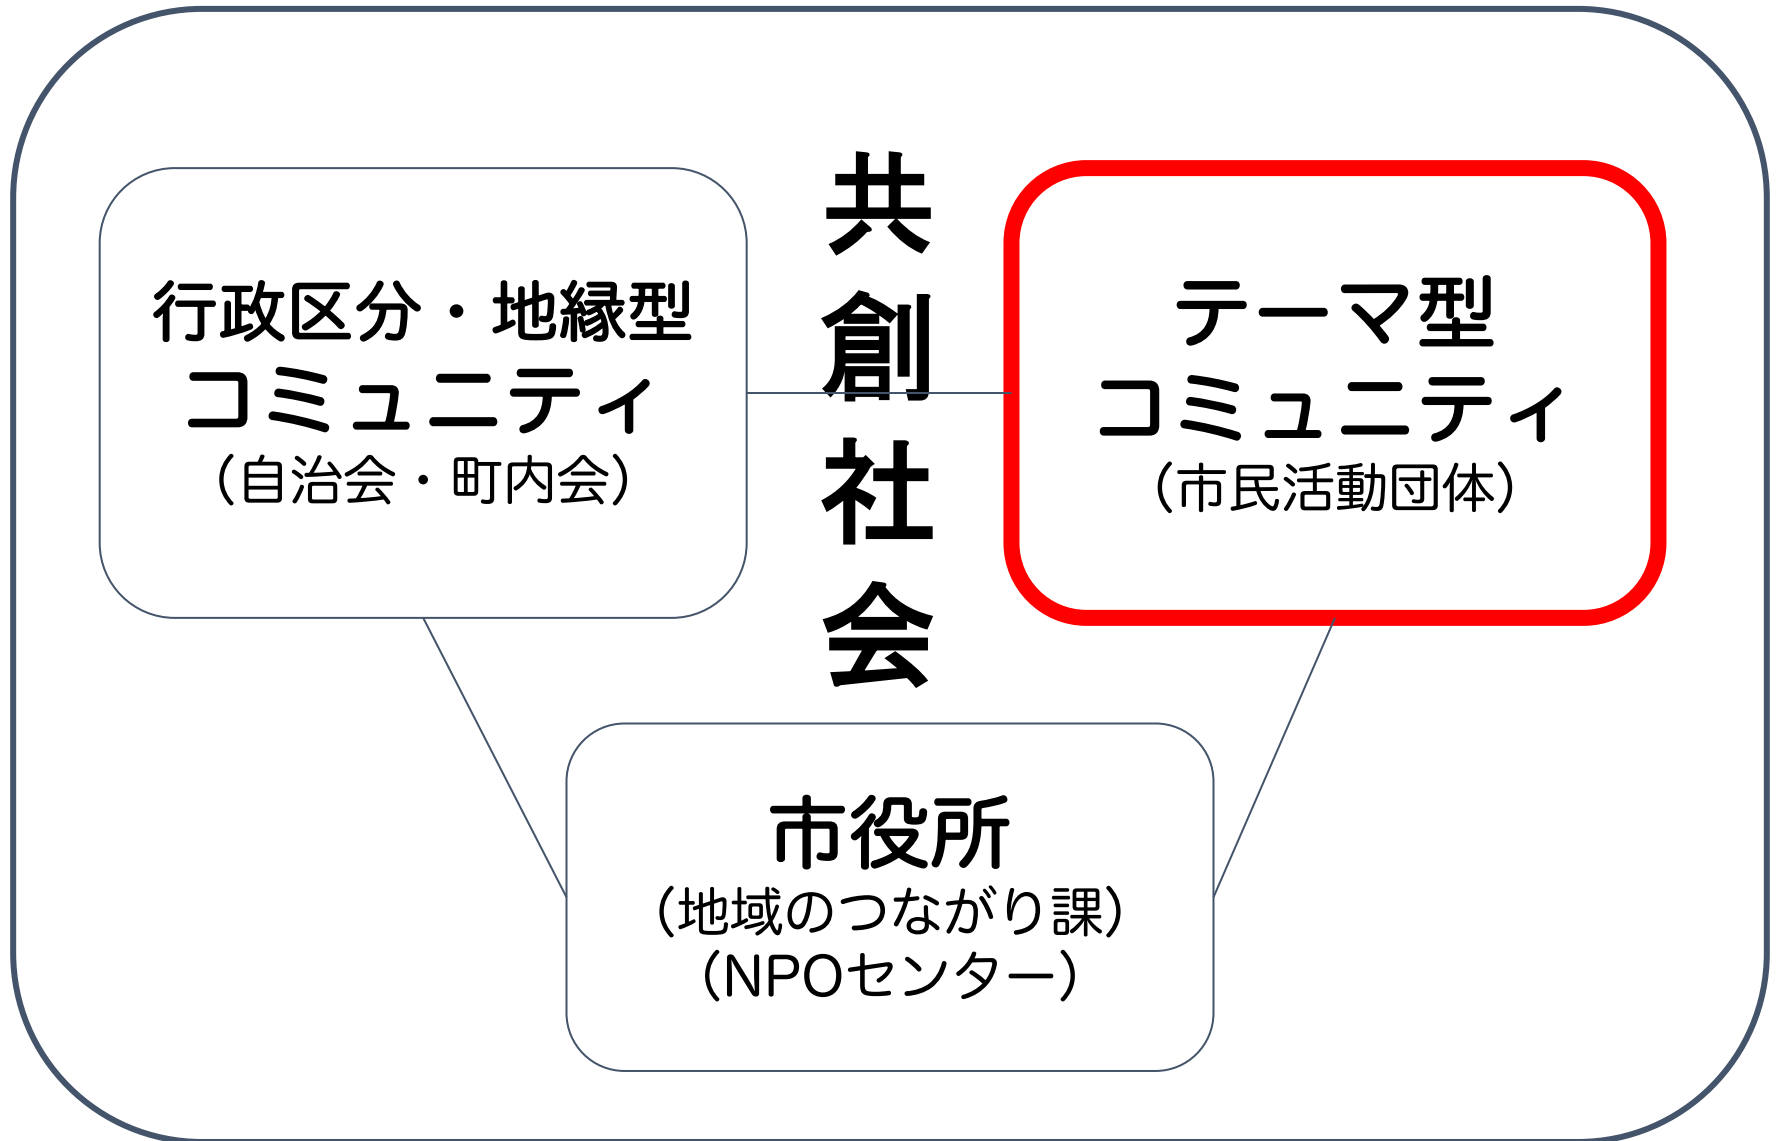 共創社会
行政区分・地縁型
コミュニティ
（自治会・町内会）
テーマ型
コミュニティ
（市民活動団体）
市役所
（地域のつながり課）
（NPOセンター）